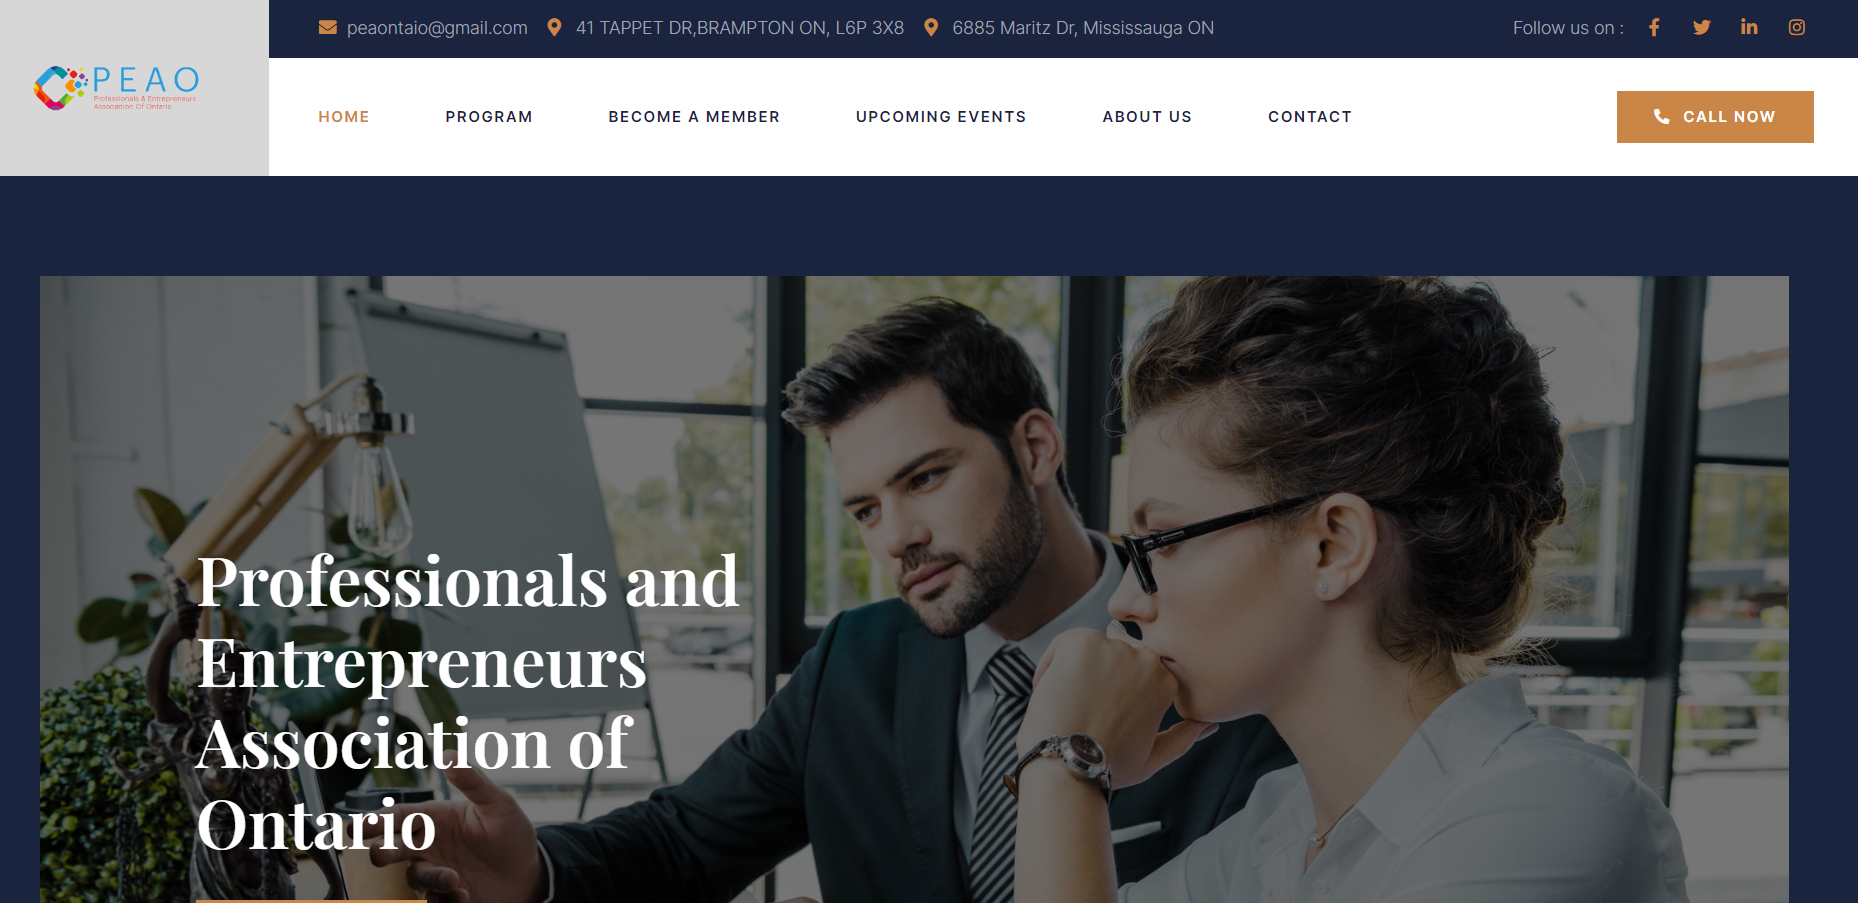 peaontaio@gmail.com
41 TAPPET DR,BRAMPTON ON, L6P 3X8
6885 Maritz Dr, Mississauga ON
Follow us on :
PEAO
Professionals & Entrepreneurs
Association Of Ontario
HOME
PROGRAM
BECOME A MEMBER
UPCOMING EVENTS
ABOUT US
CONTACT
CALL NOW
Professionals and
Entrepreneurs
Association of
Ontario